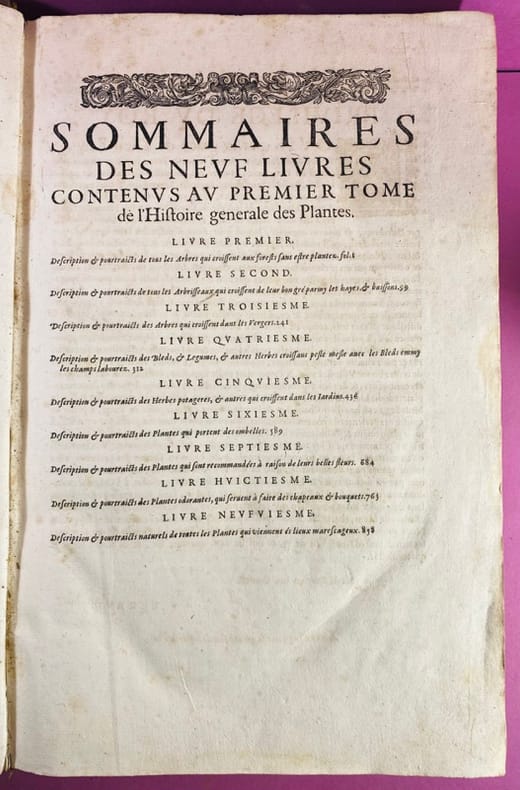 SOMMAIRES
DES NEVF LIVRES
CONTENVS AV PREMIER TOME
de l'Hiſtoire generale des Plantes.
LIVRE PREMIER.
Deſcription & pourtraicts de tous les Arbres qui croiſſent aux foreſts ſans eſtre plantez. fol.1
LIVRE SECOND.
Deſcription & pourtraicts de tous les Arbriſſeaux, qui croiſſent de leur bon gré parmy les hayes, & buiſſons.59
LIVRE TROISIESME.
Deſcription & pourtraicts des Arbres qui croiſſent dans les Vergers.241
LIVRE QVATRIESME.
Deſcription & pourtraicts des Bleds, & Legumes, & autres Herbes croiſſans peſle meſle auec les Bleds emmy
les champs labourez. 312
LIVRE CINQVIESME.
Deſcription & pourtraicts des Herbes potageres, & autres qui croiſſent dans les Iardins.436
LIVRE SIXIESME.
Deſcription & pourtraicts des Plantes qui portent des ombelles. 589
LIVRE SEPTIESME.
Deſcription & pourtraicts des Plantes qui ſont recommandées à raiſon de leurs belles fleurs. 684
LIVRE HVICTIESME.
Deſcription & pourtraicts des Plantes odorantes, qui ſeruent à faire des chapeaux & bouquets.765
LIVRE NEVFVIESME.
Deſcription & pourtraicts naturels de toutes les Plantes qui viennent és lieux mareſcageux. 858